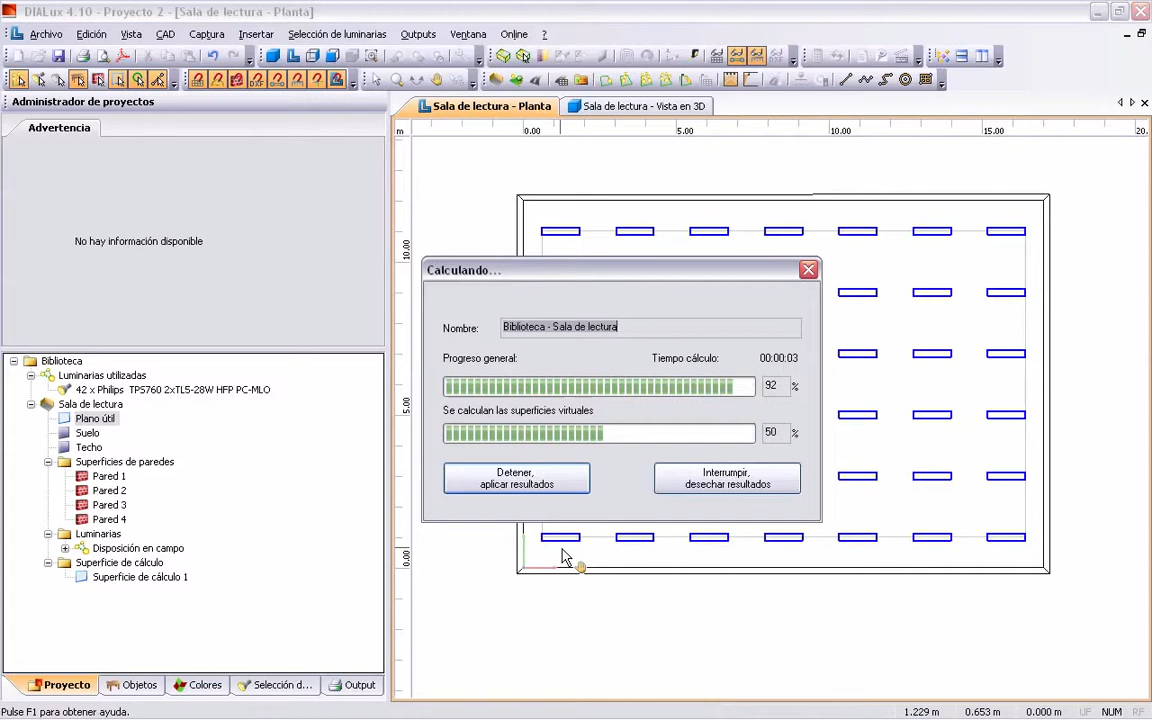 DIALux 4.10 - Proyecto 2 - [Sala de lectura - Planta]
Archivo Edición Vista CAD Captura Insertar Selección de luminarias Outputs Ventana Online ?
Administrador de proyectos
Advertencia
No hay información disponible
Biblioteca
Luminarias utilizadas
42 x Philips TPS760 2xTL5-28W HFP PC-MLO
Sala de lectura
Plano útil
Suelo
Techo
Superficies de paredes
Pared 1
Pared 2
Pared 3
Pared 4
Luminarias
Disposición en campo
Superficie de cálculo
Superficie de cálculo 1
Proyecto Objetos Colores Selección d... Output
Sala de lectura - Planta Sala de lectura - Vista en 3D
m 0.00 5.00 10.00 15.00 20.
10.00
5.00
0.00
Calculando...
Nombre: Biblioteca - Sala de lectura
Progreso general: Tiempo cálculo: 00:00:03
92 %
Se calculan las superficies virtuales
50 %
Detener,
aplicar resultados
Interrumpir,
desechar resultados
Pulse F1 para obtener ayuda. 1.229 m 0.653 m 0.000 m UF NUM RF